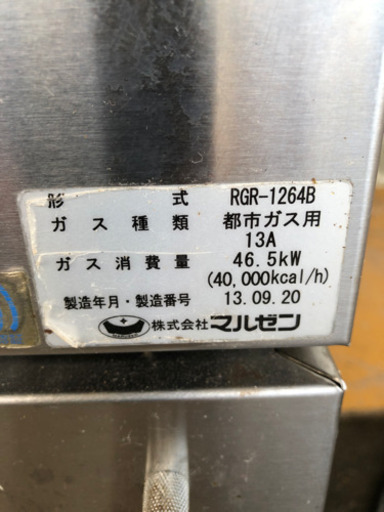 形 式 RGR-1264B
ガス種類 都市ガス用
13A
ガス消費量 46.5kW
(40,000kcal/h)
製造年月・製造番号 13.09.20
株式会社マルゼン